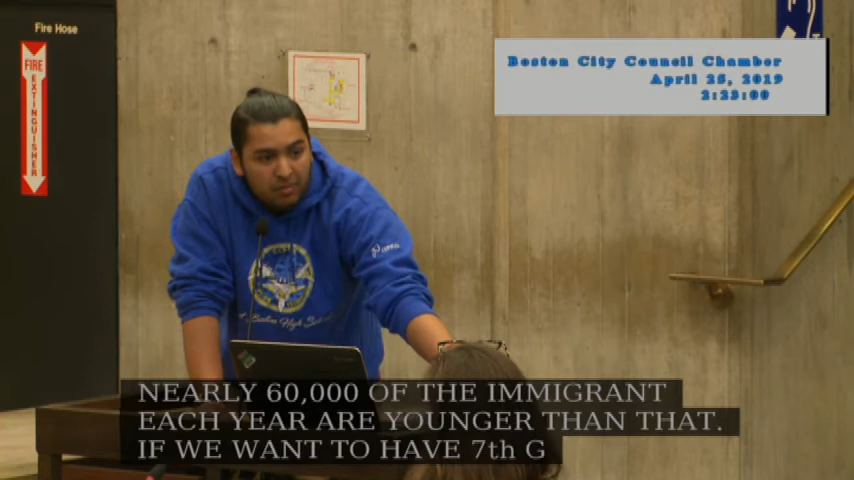 Fire Hose
FIRE
EXTINGUISHER
Boston City Council Chamber
April 25, 2019
2:23:00
NEARLY 60,000 OF THE IMMIGRANT
EACH YEAR ARE YOUNGER THAN THAT.
IF WE WANT TO HAVE 7th G